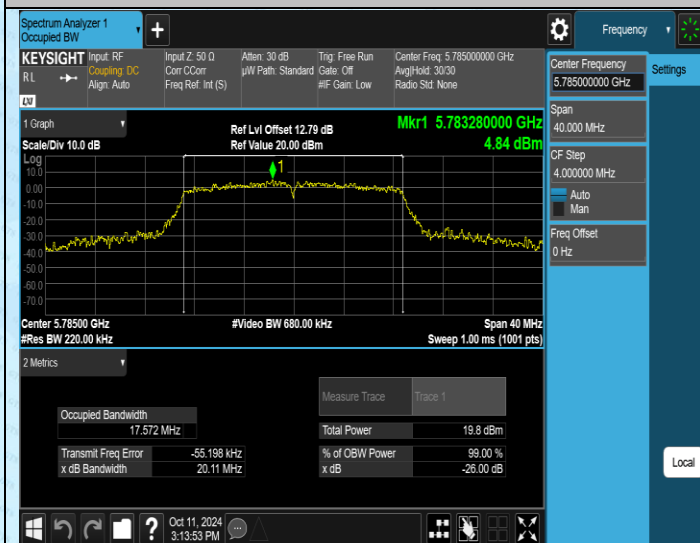 Spectrum Analyzer 1
Occupied BW
Frequency
KEYSIGHT
RL
LXI
Input: RF
Coupling: DC
Align: Auto
Input Z: 50 Ω
Corr CCorr
Freq Ref: Int (S)
Atten: 30 dB
µW Path: Standard
Trig: Free Run
Gate: Off
#IF Gain: Low
Center Freq: 5.785000000 GHz
Avg|Hold: 30/30
Radio Std: None
Center Frequency
5.785000000 GHz
Settings
Span
40.000 MHz
CF Step
4.000000 MHz
Auto
Man
Freq Offset
0 Hz
Local
1 Graph
Scale/Div 10.0 dB
Ref Lvl Offset 12.79 dB
Ref Value 20.00 dBm
Mkr1 5.783280000 GHz
4.84 dBm
Log
10.0
0.00
-10.0
-20.0
-30.0
-40.0
-50.0
-60.0
-70.0
1
Center 5.78500 GHz
#Res BW 220.00 kHz
#Video BW 680.00 kHz
Span 40 MHz
Sweep 1.00 ms (1001 pts)
2 Metrics
Measure Trace Trace 1
Occupied Bandwidth
17.572 MHz
Total Power 19.8 dBm
Transmit Freq Error -55.198 kHz
% of OBW Power 99.00 %
x dB Bandwidth 20.11 MHz
x dB -26.00 dB
?
Oct 11, 2024
3:13:53 PM